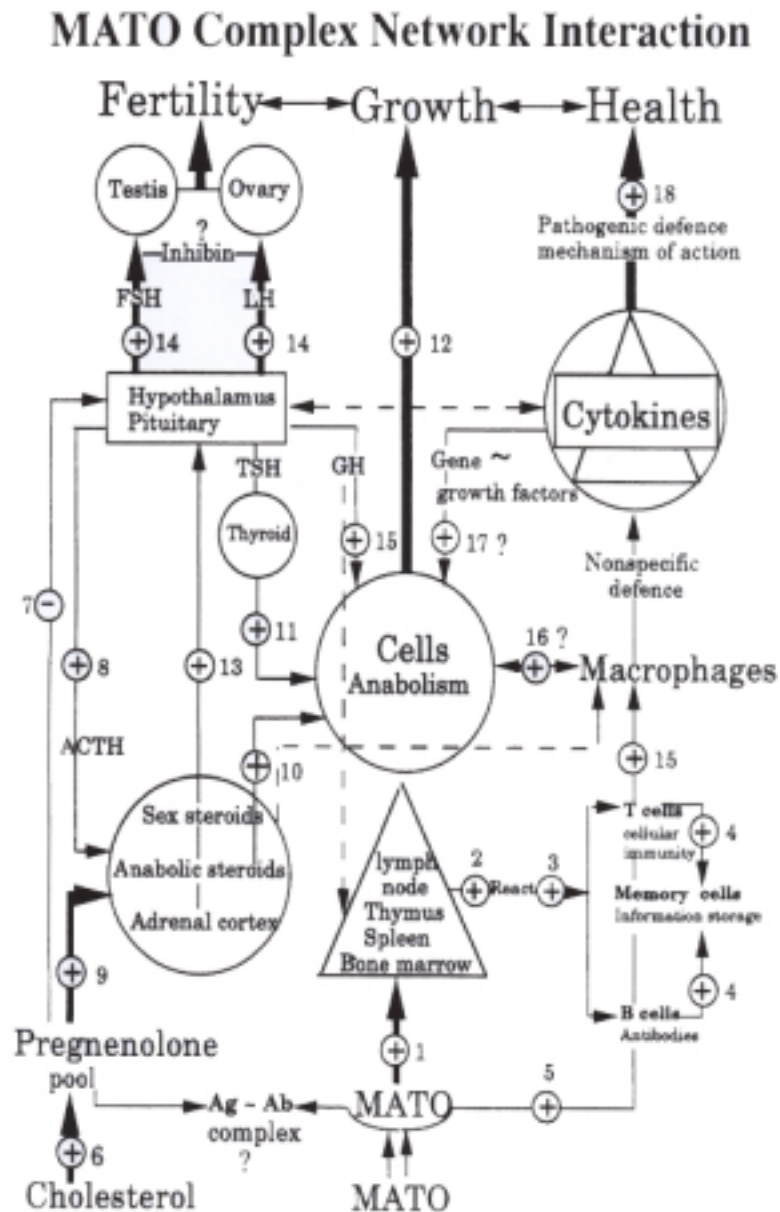 MATO Complex Network Interaction
Fertility Growth Health
Testis Ovary
+ 18
Pathogenic defence
mechanism of action
?
Inhibin
FSH LH
+ 14 + 14 + 12
Hypothalamus
Pituitary
Cytokines
TSH GH Gene ~
growth factors
Thyroid
+ 15 + 17 ?
Nonspecific
defence
7 −
+ 11
+ 8 + 13
Cells
Anabolism
16 ?
+
Macrophages
ACTH
+ 10
+ 15
Sex steroids
Anabolic steroids
Adrenal cortex
lymph
node
Thymus
Spleen
Bone marrow
2 3
+ React +
T cells
cellular
immunity
+ 4
Memory cells
Information storage
+ 4
B cells
Antibodies
+ 9
Pregnenolone
pool
+ 1
5
+
Ag - Ab
complex
?
MATO
+ 6
Cholesterol MATO